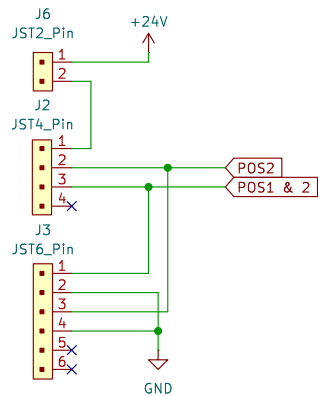 J6
JST2_Pin
+24V
1
2
J2
JST4_Pin
1
2
3
4
POS2
POS1 & 2
J3
JST6_Pin
1
2
3
4
5
6
GND